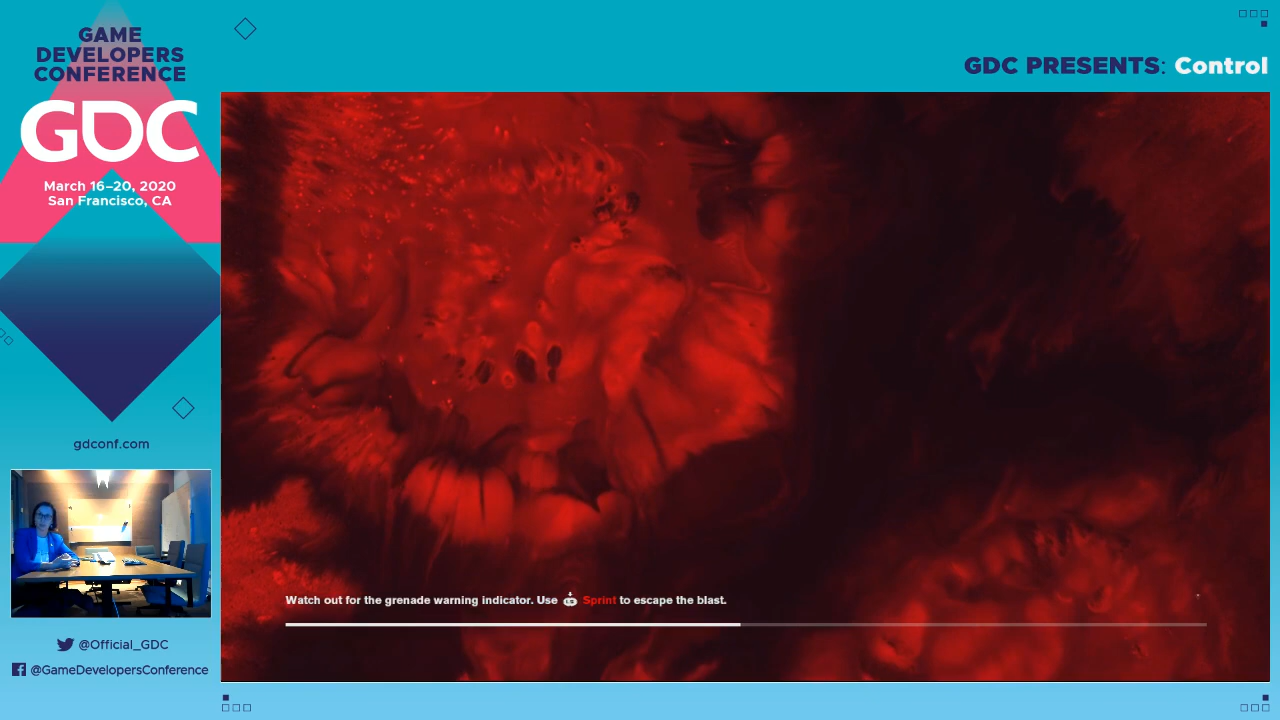 GAME
DEVELOPERS
CONFERENCE
GDC
March 16–20, 2020
San Francisco, CA
gdconf.com
@Official_GDC
@GameDevelopersConference
GDC PRESENTS: Control
Watch out for the grenade warning indicator. Use Sprint to escape the blast.